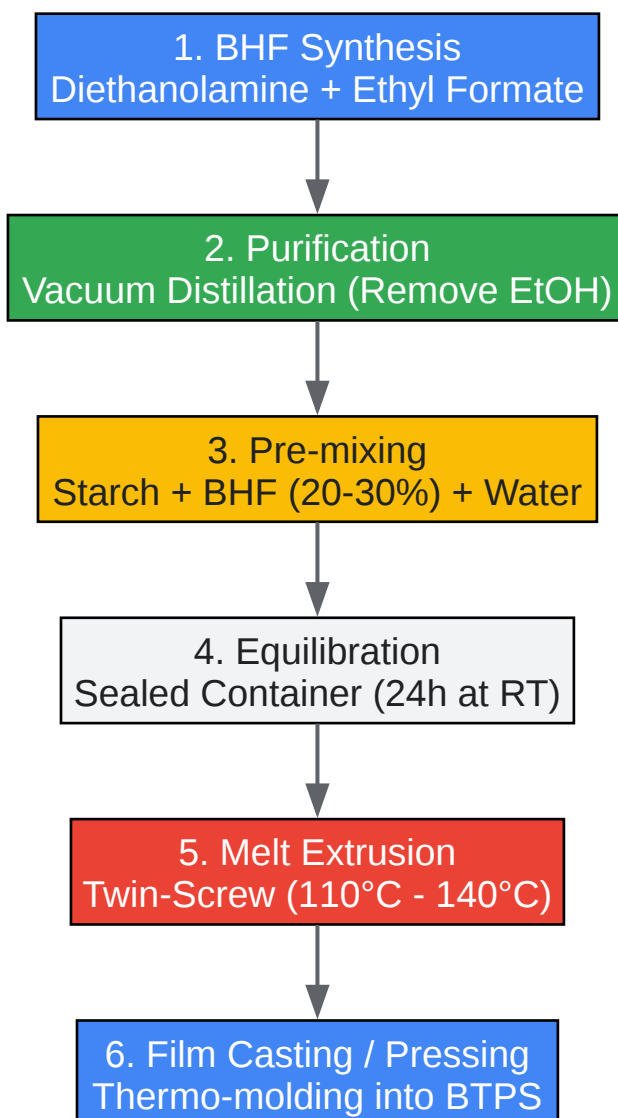 1. BHF Synthesis
Diethanolamine + Ethyl Formate
2. Purification
Vacuum Distillation (Remove EtOH)
3. Pre-mixing
Starch + BHF (20-30%) + Water
4. Equilibration
Sealed Container (24h at RT)
5. Melt Extrusion
Twin-Screw (110°C - 140°C)
6. Film Casting / Pressing
Thermo-molding into BTPS